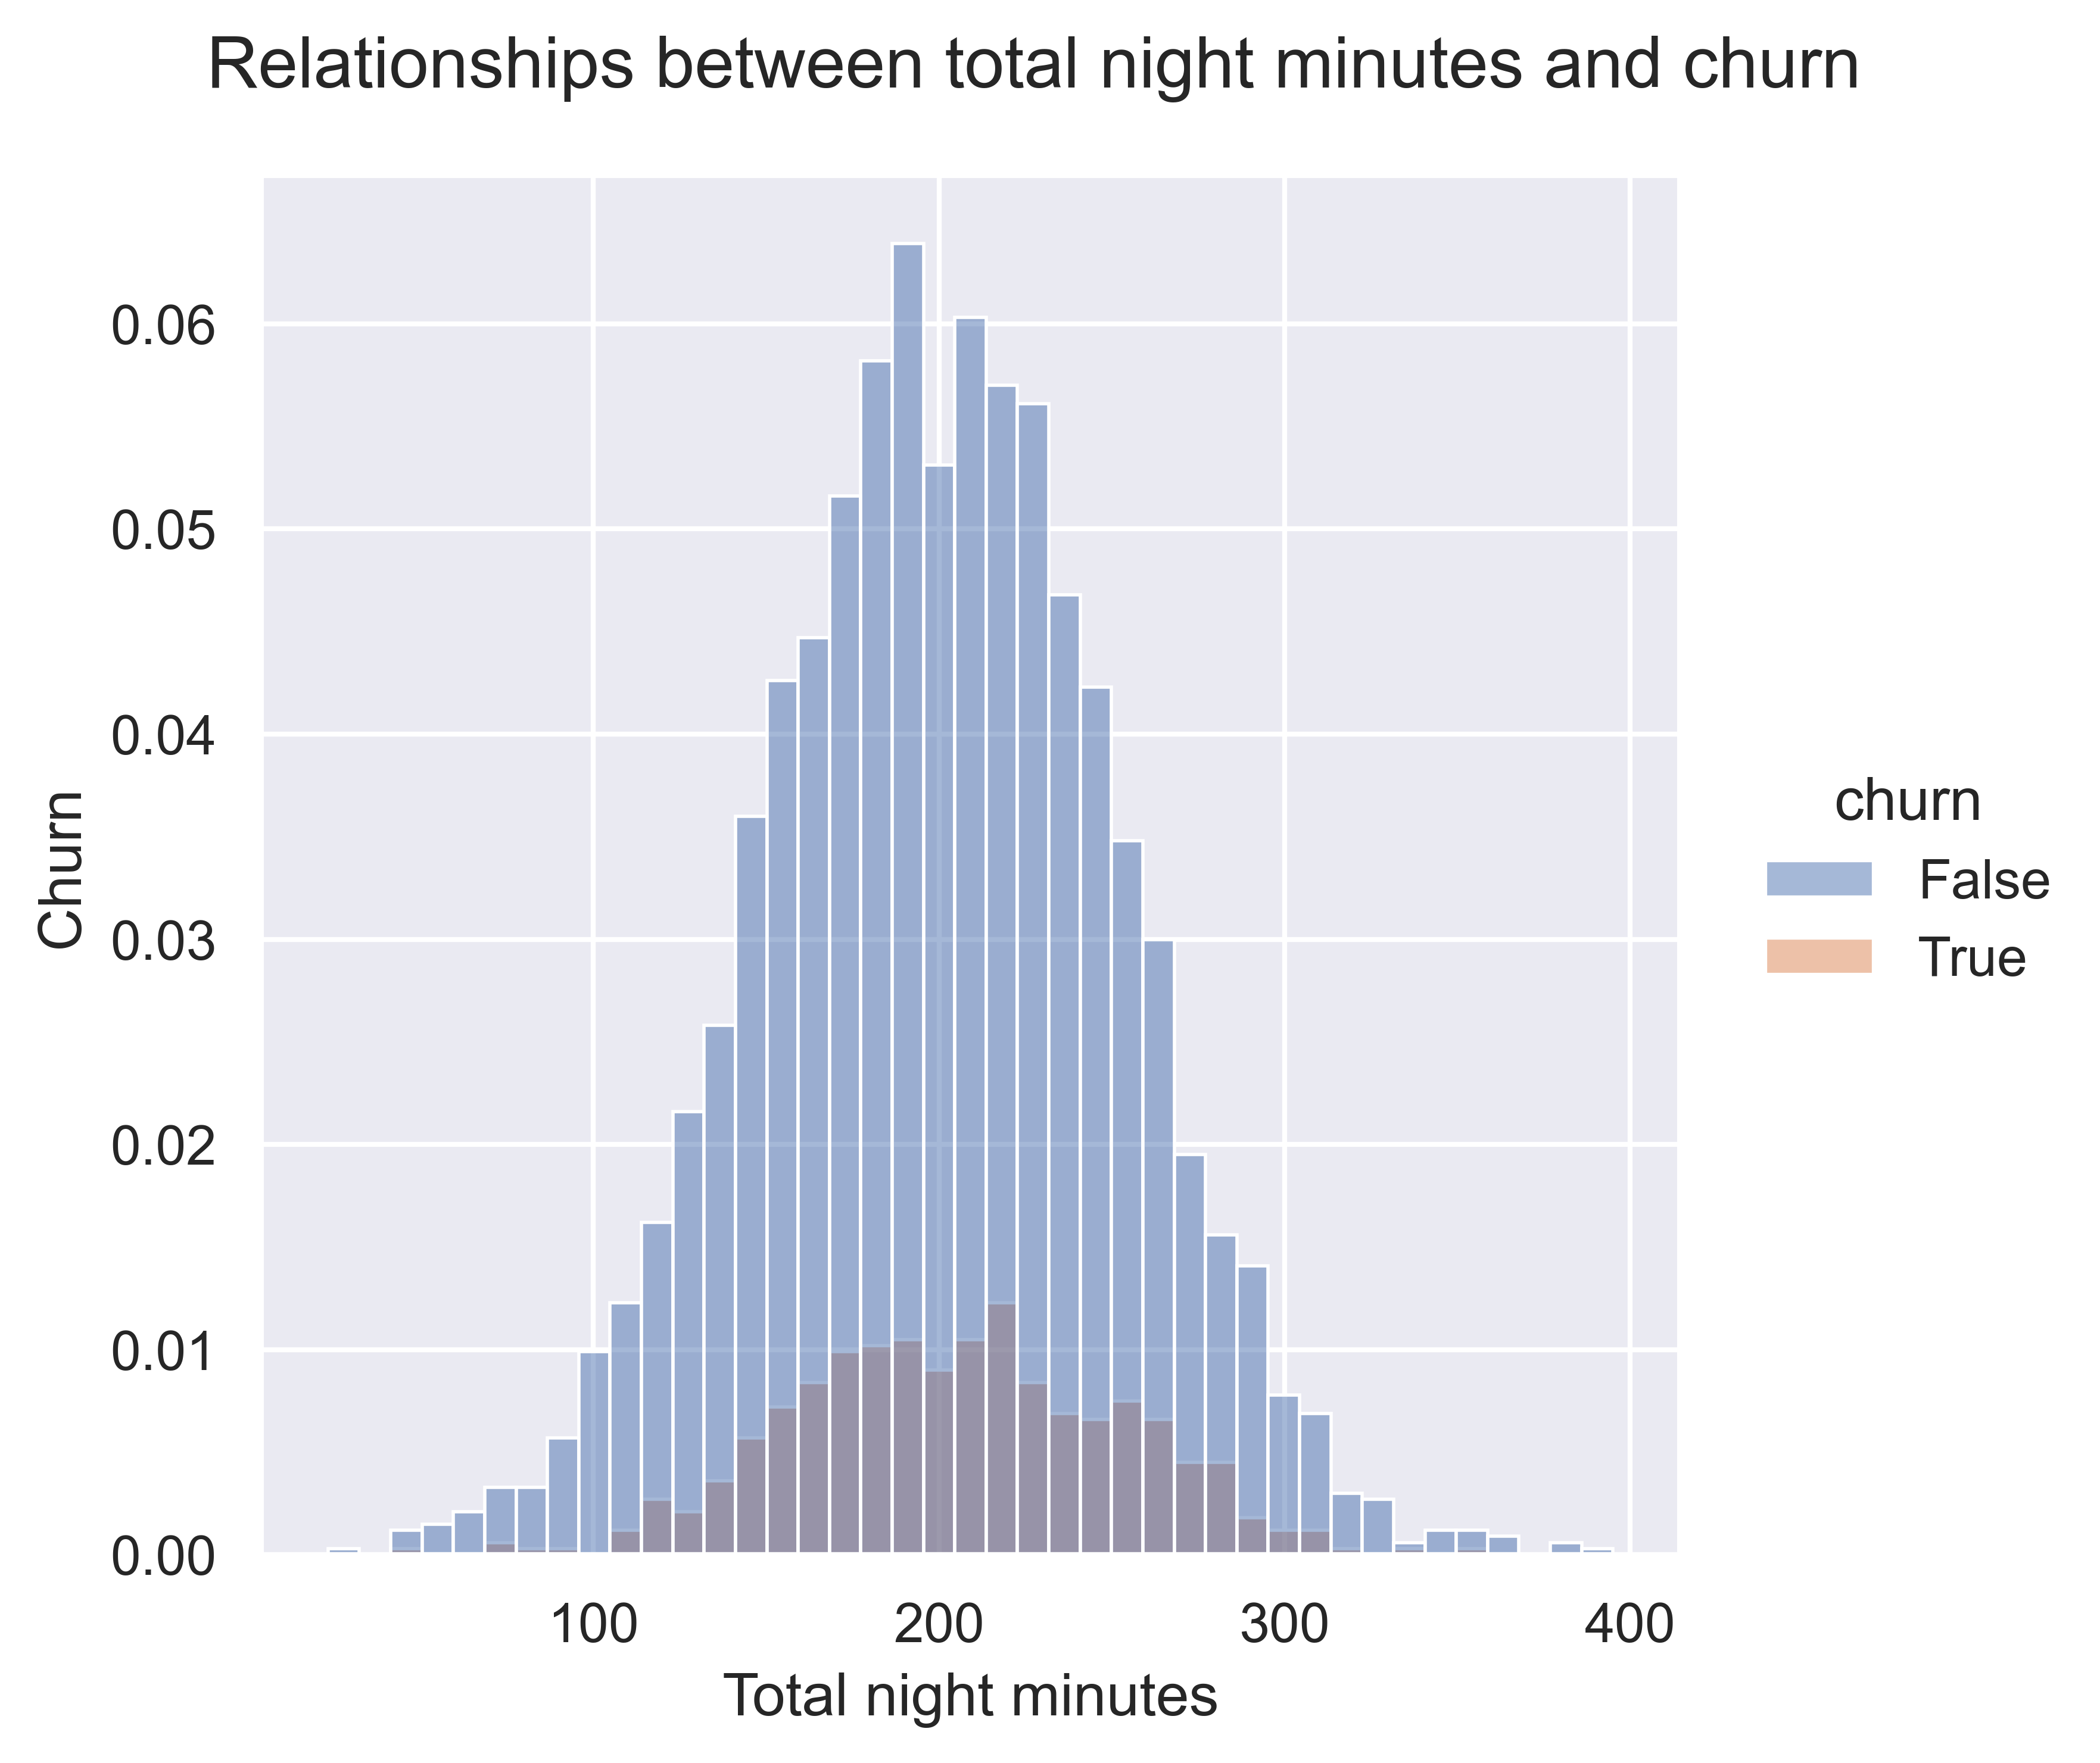 Relationships between total night minutes and churn
0.06
0.05
0.04
0.03
0.02
0.01
0.00
Churn
100 200 300 400
Total night minutes
churn
False
True